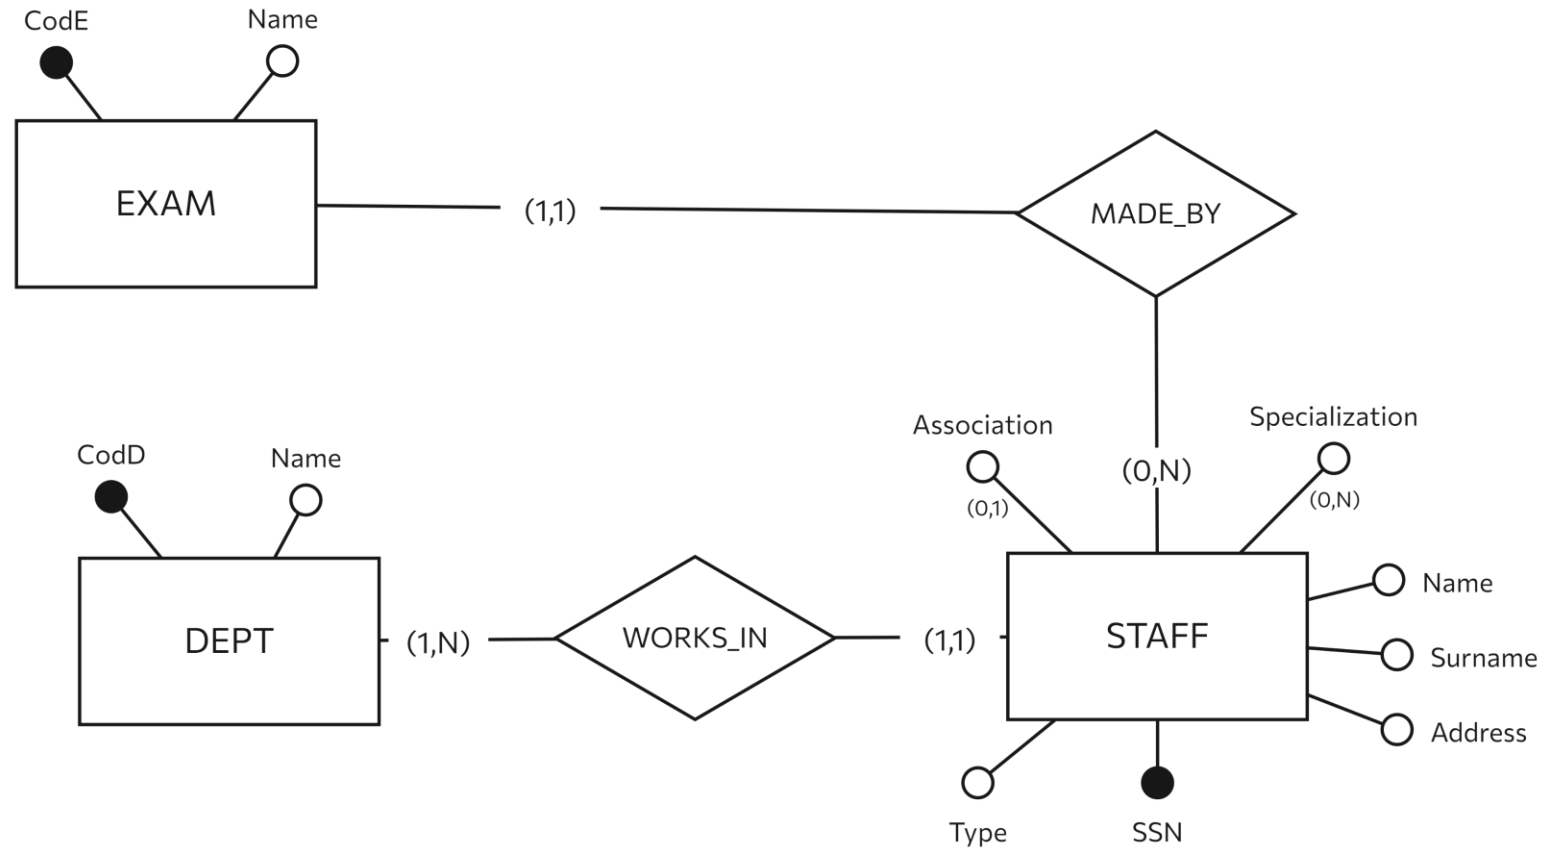 CodE
Name
EXAM
(1,1)
MADE_BY
Association
(0,1)
(0,N)
Specialization
(0,N)
CodD
Name
DEPT
(1,N)
WORKS_IN
(1,1)
STAFF
Name
Surname
Address
Type
SSN